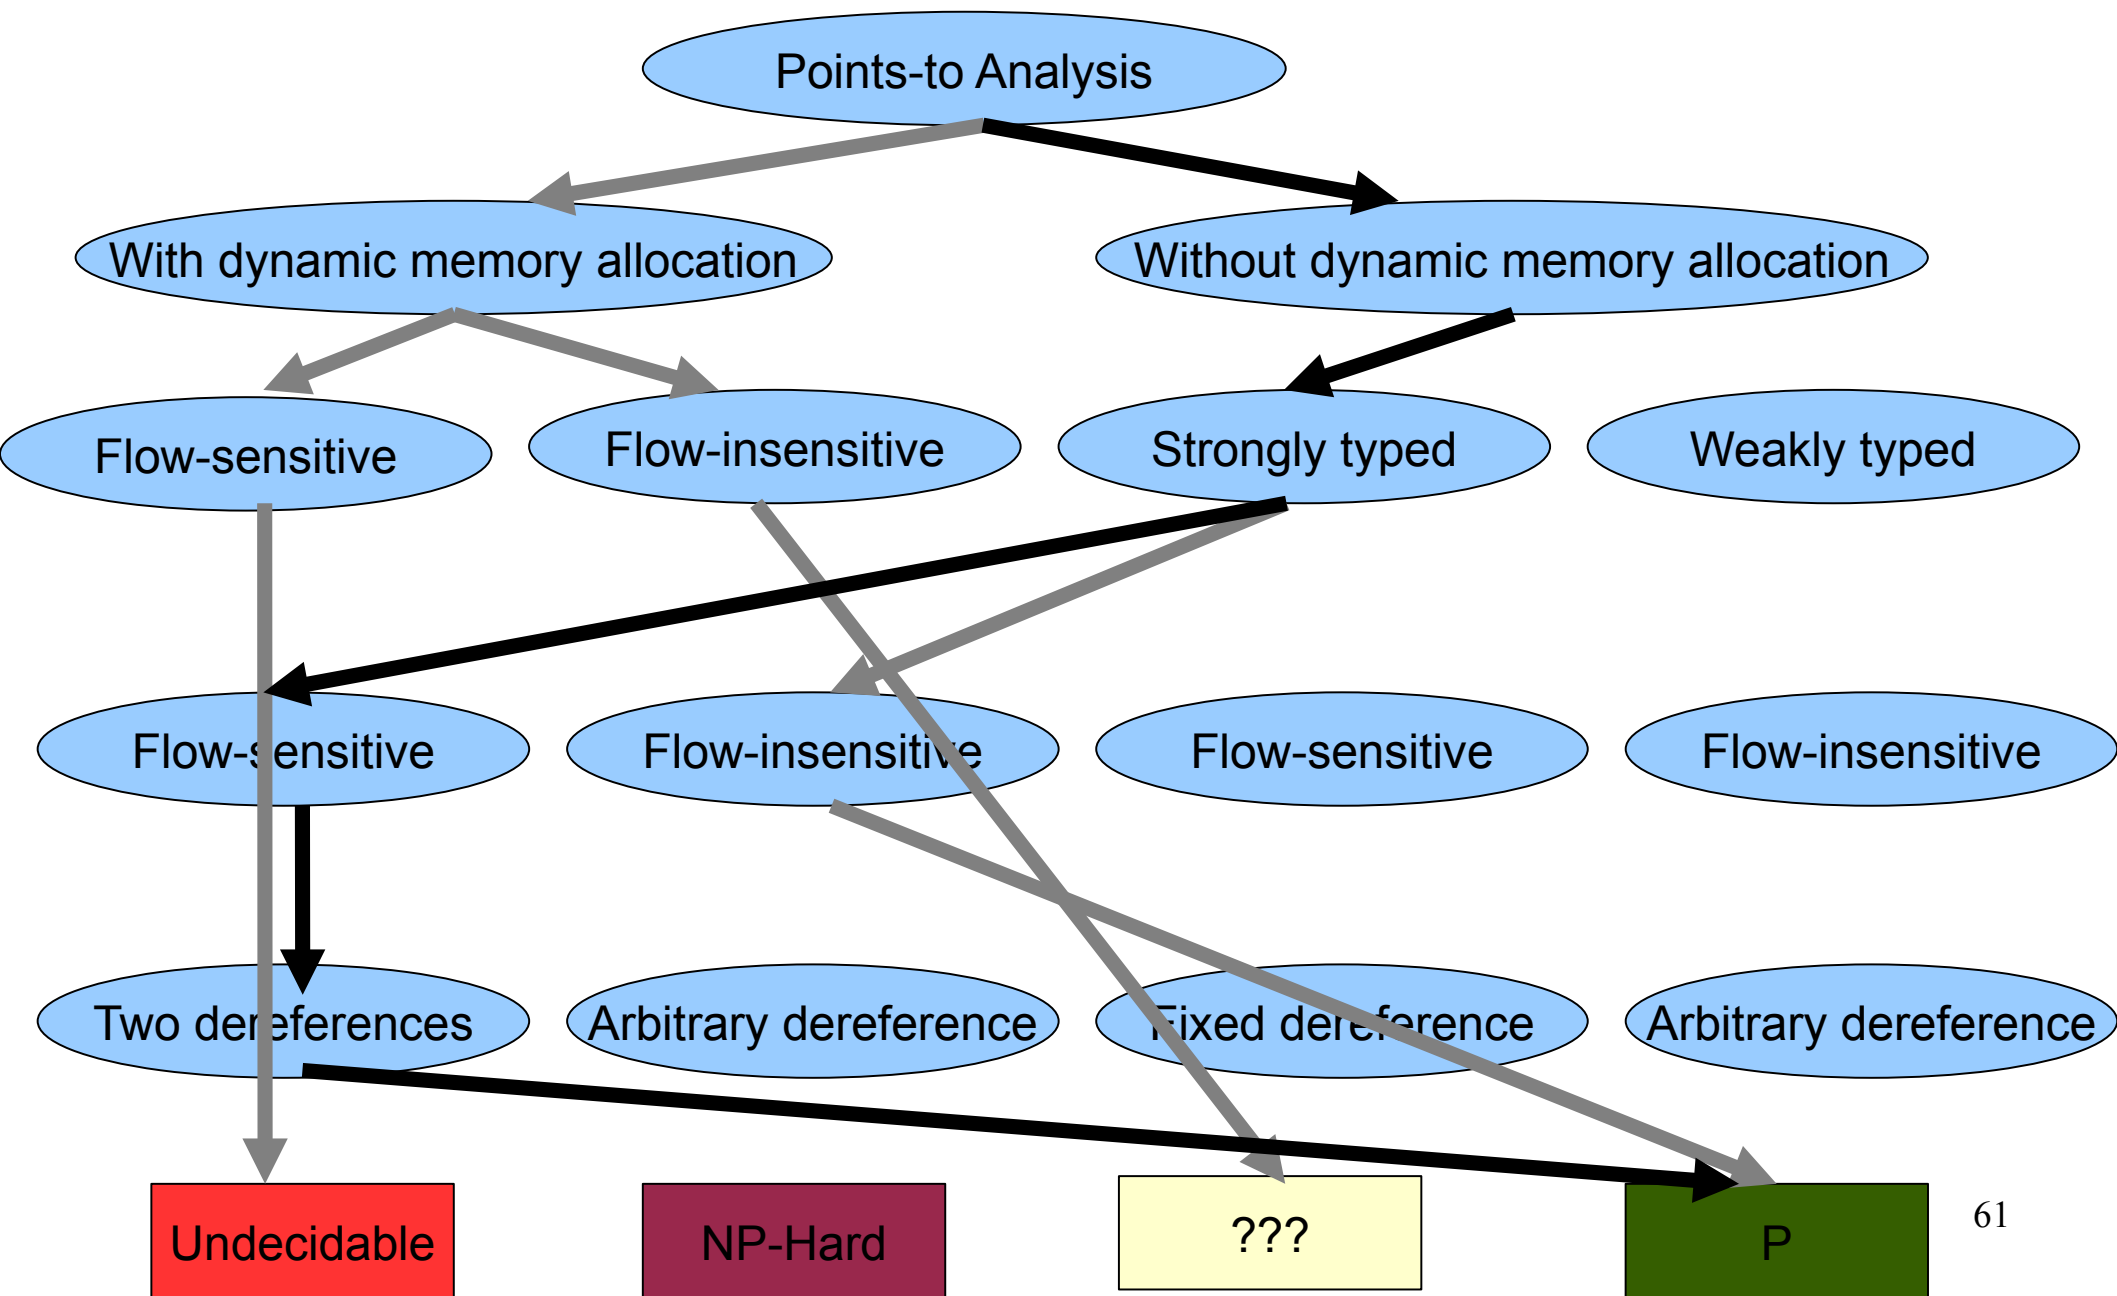 Points-to Analysis
With dynamic memory allocation
Without dynamic memory allocation
Flow-sensitive
Flow-insensitive
Strongly typed
Weakly typed
Flow-sensitive
Flow-insensitive
Flow-sensitive
Flow-insensitive
Two dereferences
Arbitrary dereference
Fixed dereference
Arbitrary dereference
Undecidable
NP-Hard
???
P
61